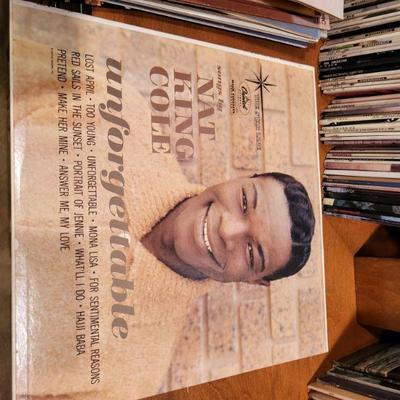 songs by
NAT
KING
COLE
Capitol
unforgettable
LOST APRIL • TOO YOUNG • UNFORGETTABLE • MONA LISA • FOR SENTIMENTAL REASONS
RED SAILS IN THE SUNSET • PORTRAIT OF JENNIE • WHAT'LL I DO • HAJJI BABA
PRETEND • MAKE HER MINE • ANSWER ME, MY LOVE